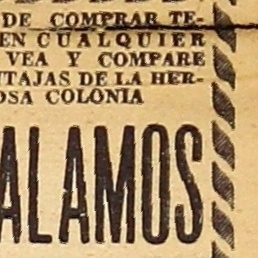 DE COMPRAR TE-
EN CUALQUIER
VEA Y COMPARE
NTAJAS DE LA HER-
OSA COLONIA
ALAMOS